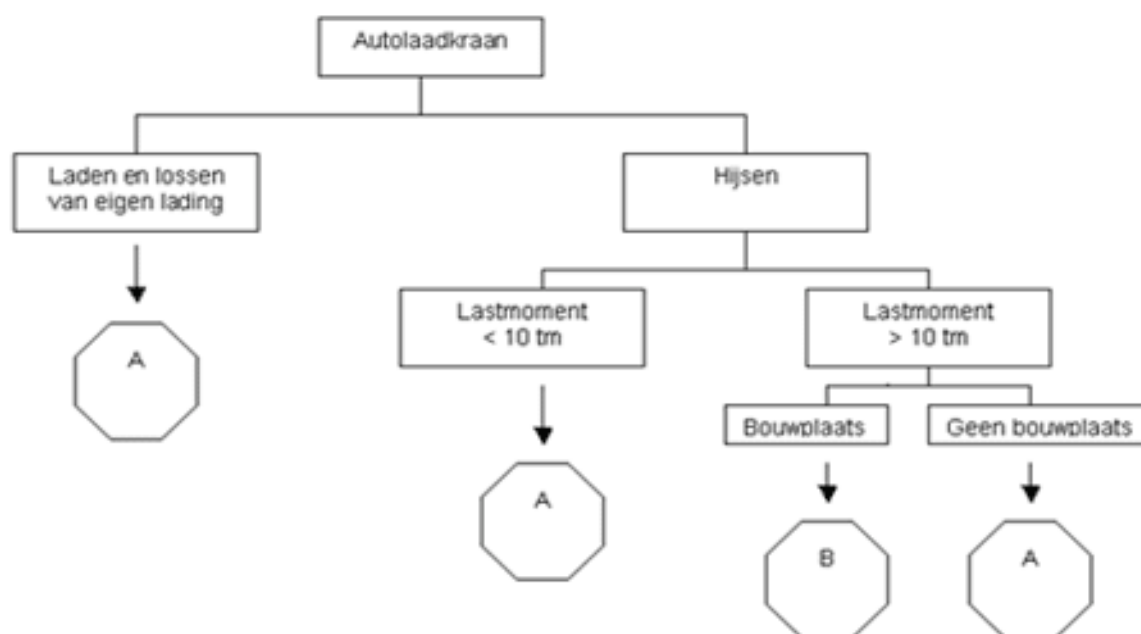 Autolaadkraan
Laden en lossen
van eigen lading
Hijsen
A
Lastmoment
< 10 tm
Lastmoment
> 10 tm
A
Bouwplaats
Geen bouwplaats
B
A